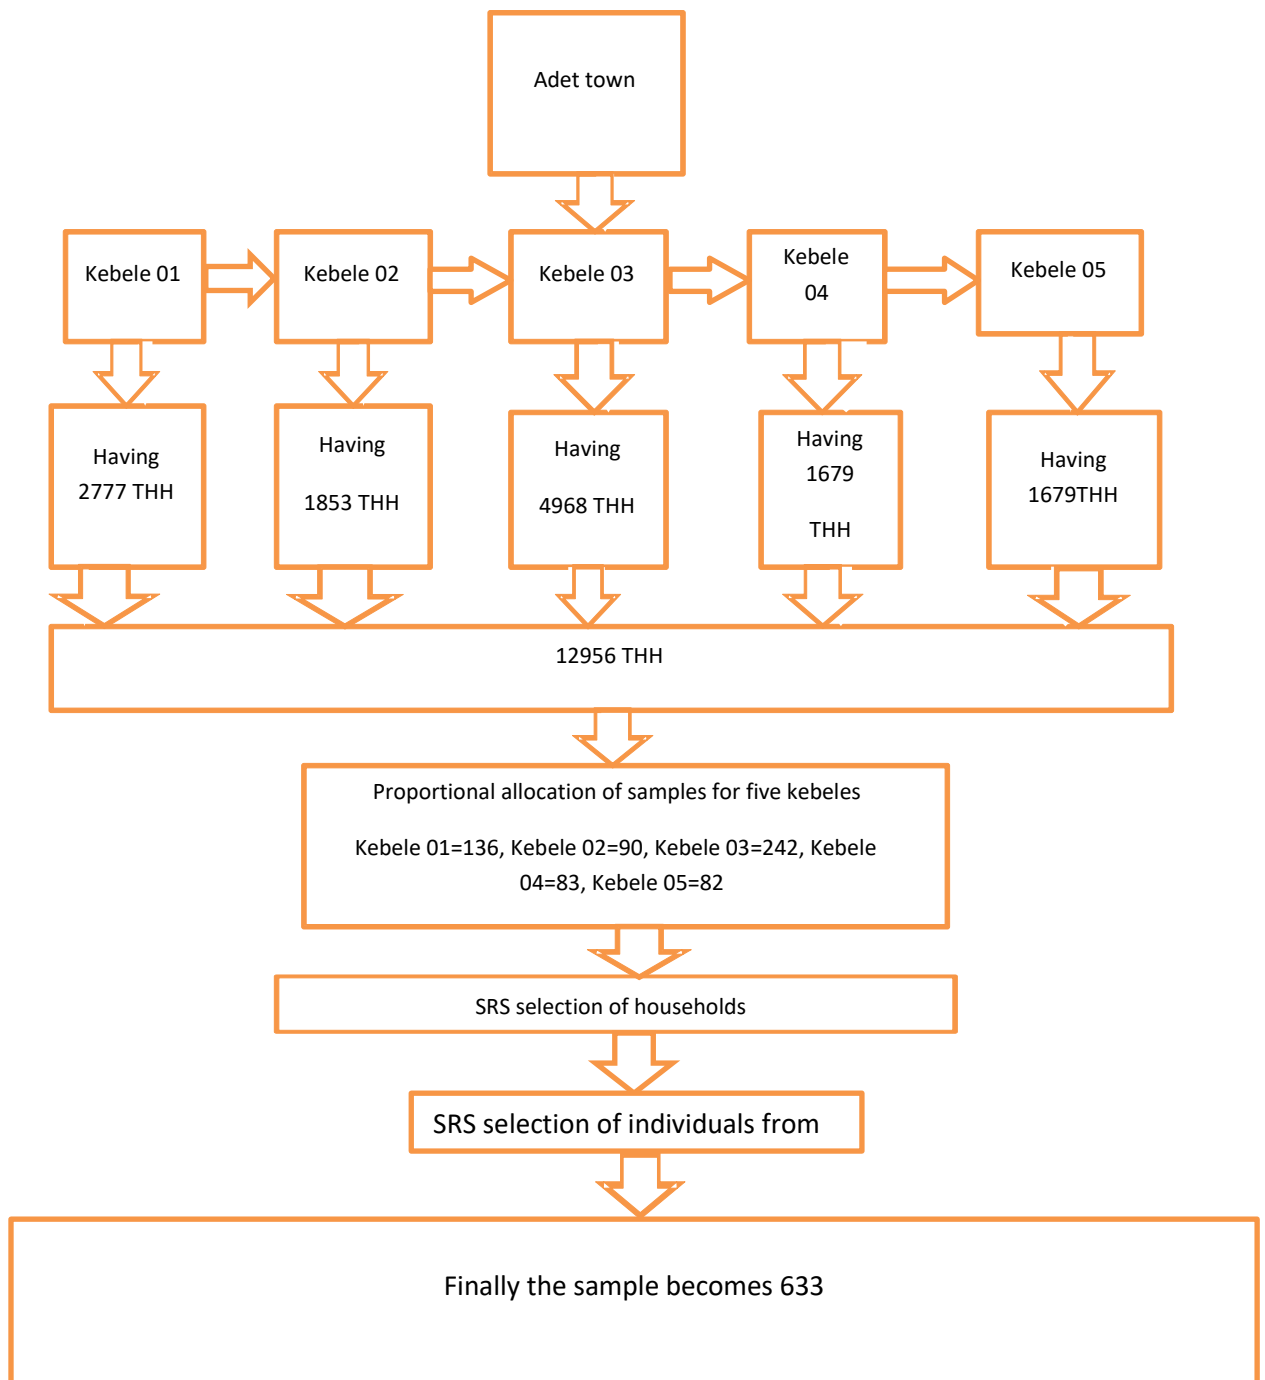 Adet town
Kebele 01
Kebele 02
Kebele 03
Kebele
04
Kebele 05
Having
2777 THH
Having
1853 THH
Having
4968 THH
Having
1679
THH
Having
1679THH
12956 THH
Proportional allocation of samples for five kebeles
Kebele 01=136, Kebele 02=90, Kebele 03=242, Kebele
04=83, Kebele 05=82
SRS selection of households
SRS selection of individuals from
Finally the sample becomes 633